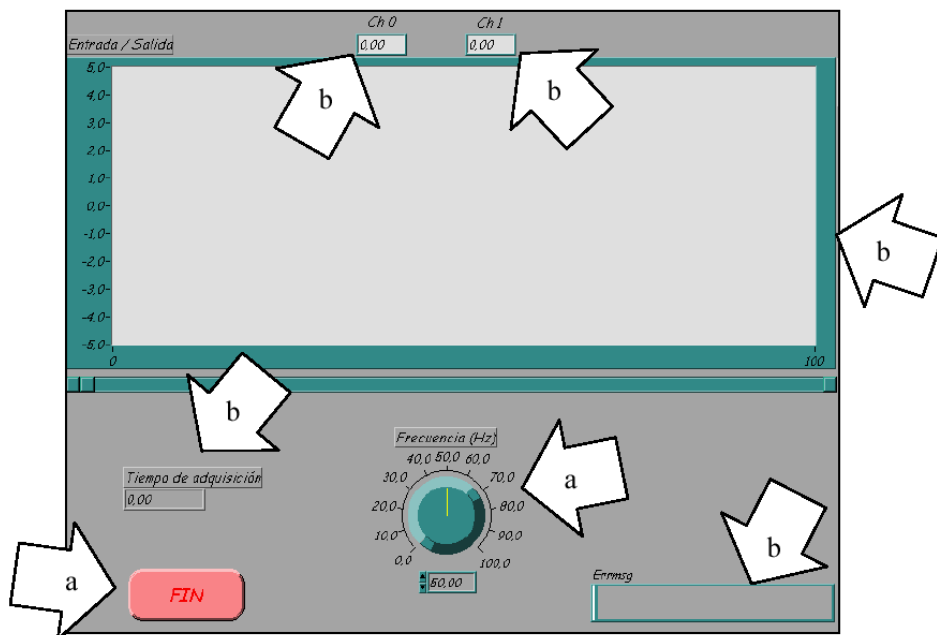 Ch 0 Ch 1
Entrada / Salida 0,00 0,00
b b
5,0
4,0
3,0
2,0
1,0
0,0
-1,0
-2,0
-3,0
-4,0
-5,0
b
0 100
b
Frecuencia (Hz)
40,0 50,0 60,0
30,0 70,0
20,0 80,0
10,0 90,0
0,0 100,0
50,00
a
Tiempo de adquisición
0,00
b
a
FIN
Errmsg